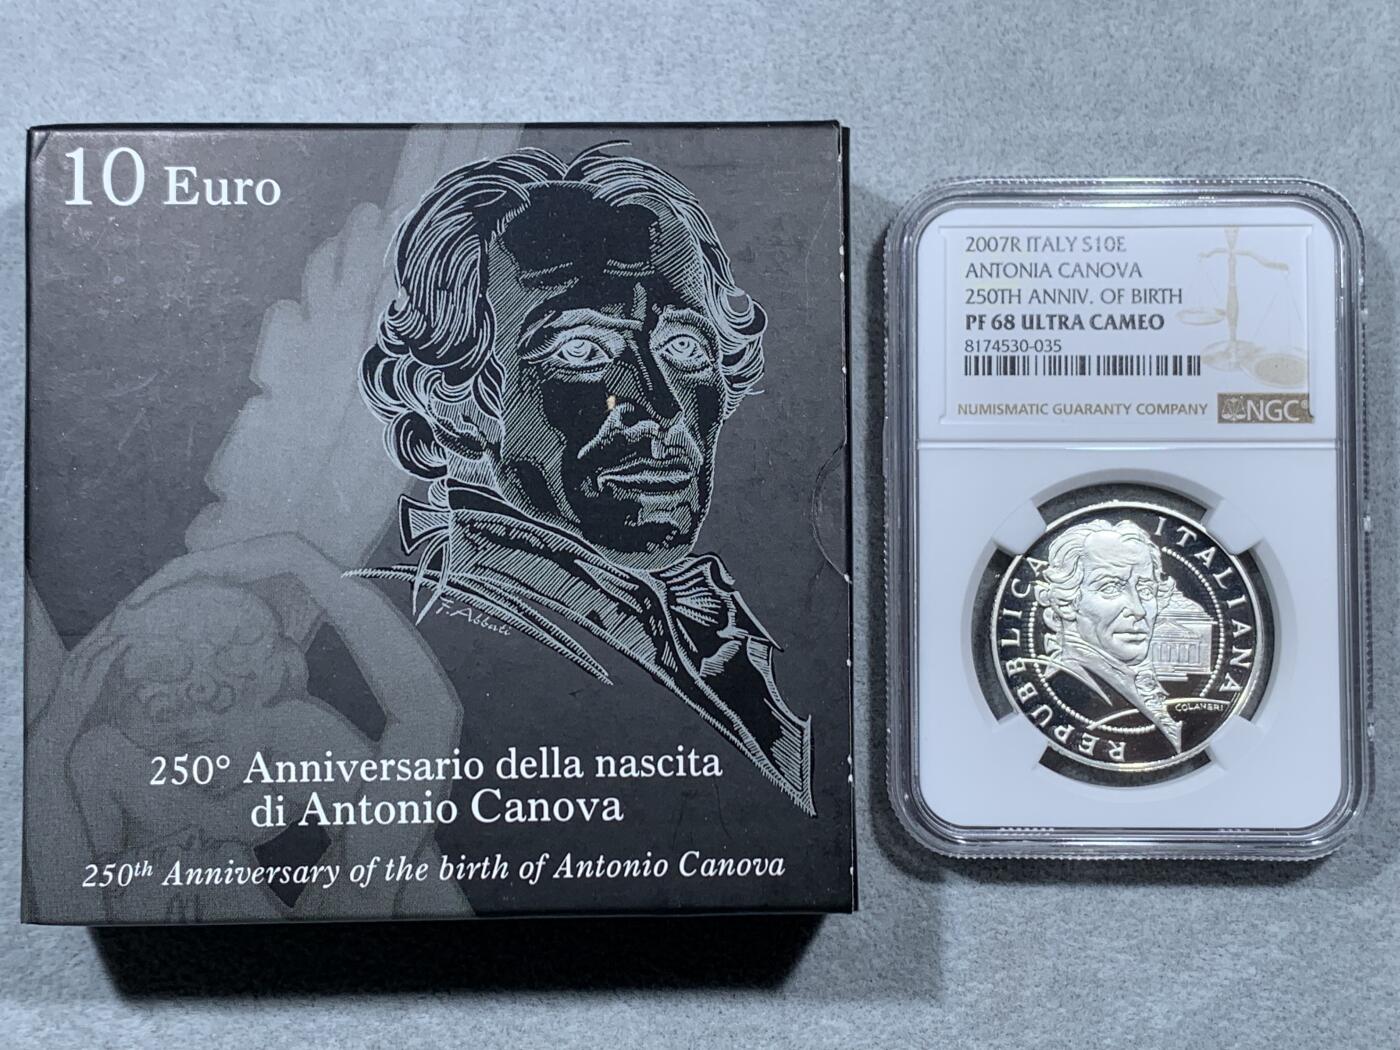 10 Euro
F. Abbati
250° Anniversario della nascita
di Antonio Canova
250th Anniversary of the birth of Antonio Canova
2007R ITALY S10E
ANTONIA CANOVA
250TH ANNIV. OF BIRTH
PF 68 ULTRA CAMEO
8174530-035
NUMISMATIC GUARANTY COMPANY NGC
REPUBBLICA ITALIANA
COLANERI